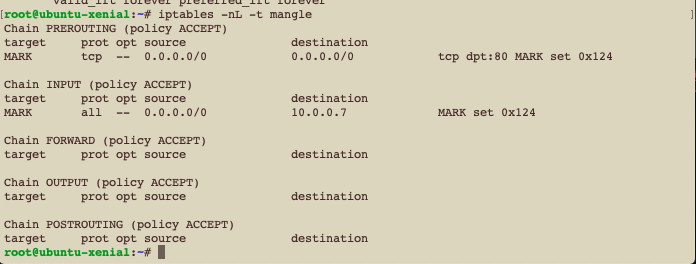 valid_lft forever preferred_lft forever
[root@ubuntu-xenial:~# iptables -nL -t mangle ]
Chain PREROUTING (policy ACCEPT)
target     prot opt source               destination
MARK       tcp  --  0.0.0.0/0            0.0.0.0/0            tcp dpt:80 MARK set 0x124

Chain INPUT (policy ACCEPT)
target     prot opt source               destination
MARK       all  --  0.0.0.0/0            10.0.0.7             MARK set 0x124

Chain FORWARD (policy ACCEPT)
target     prot opt source               destination

Chain OUTPUT (policy ACCEPT)
target     prot opt source               destination

Chain POSTROUTING (policy ACCEPT)
target     prot opt source               destination
root@ubuntu-xenial:~#